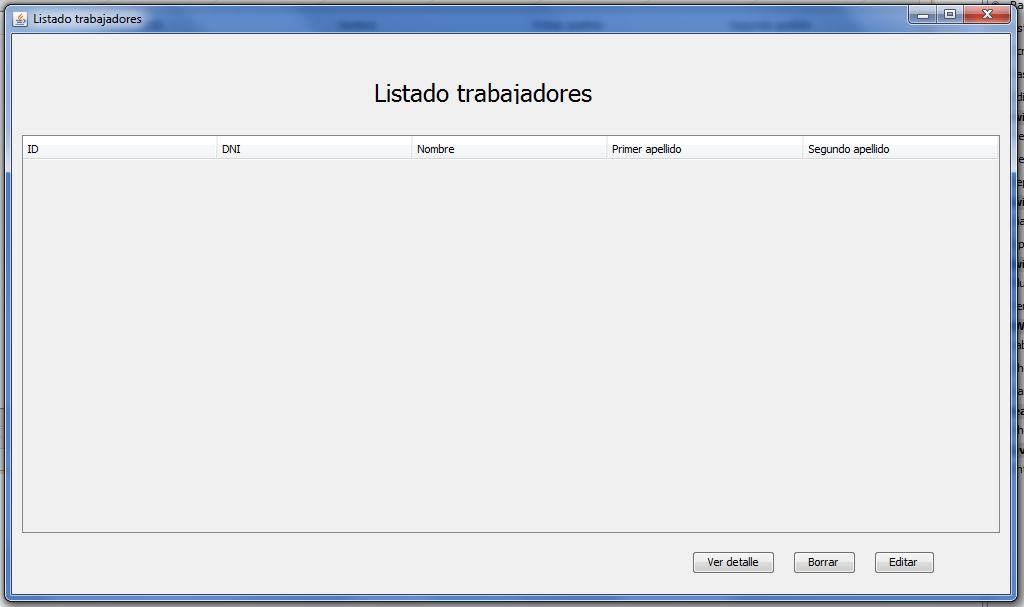 Listado trabajadores
Listado trabajadores
ID DNI Nombre Primer apellido Segundo apellido
Ver detalle Borrar Editar